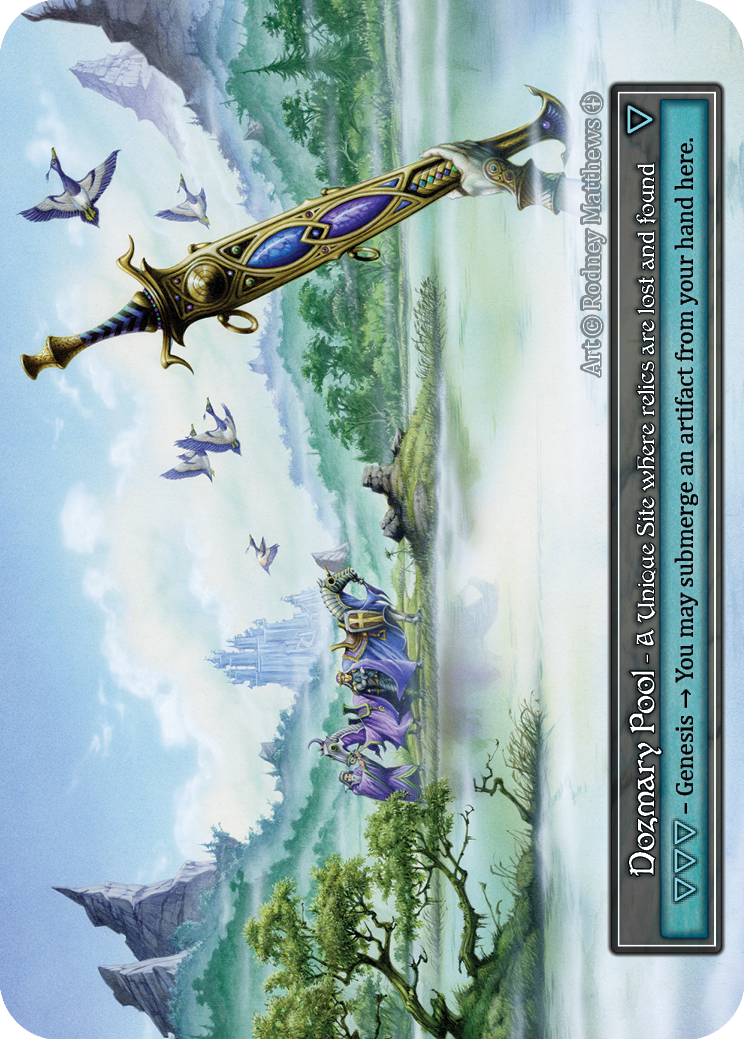 Art © Rodney Matthews
Dozmary Pool - A Unique Site where relics are lost and found
– Genesis → You may submerge an artifact from your hand here.